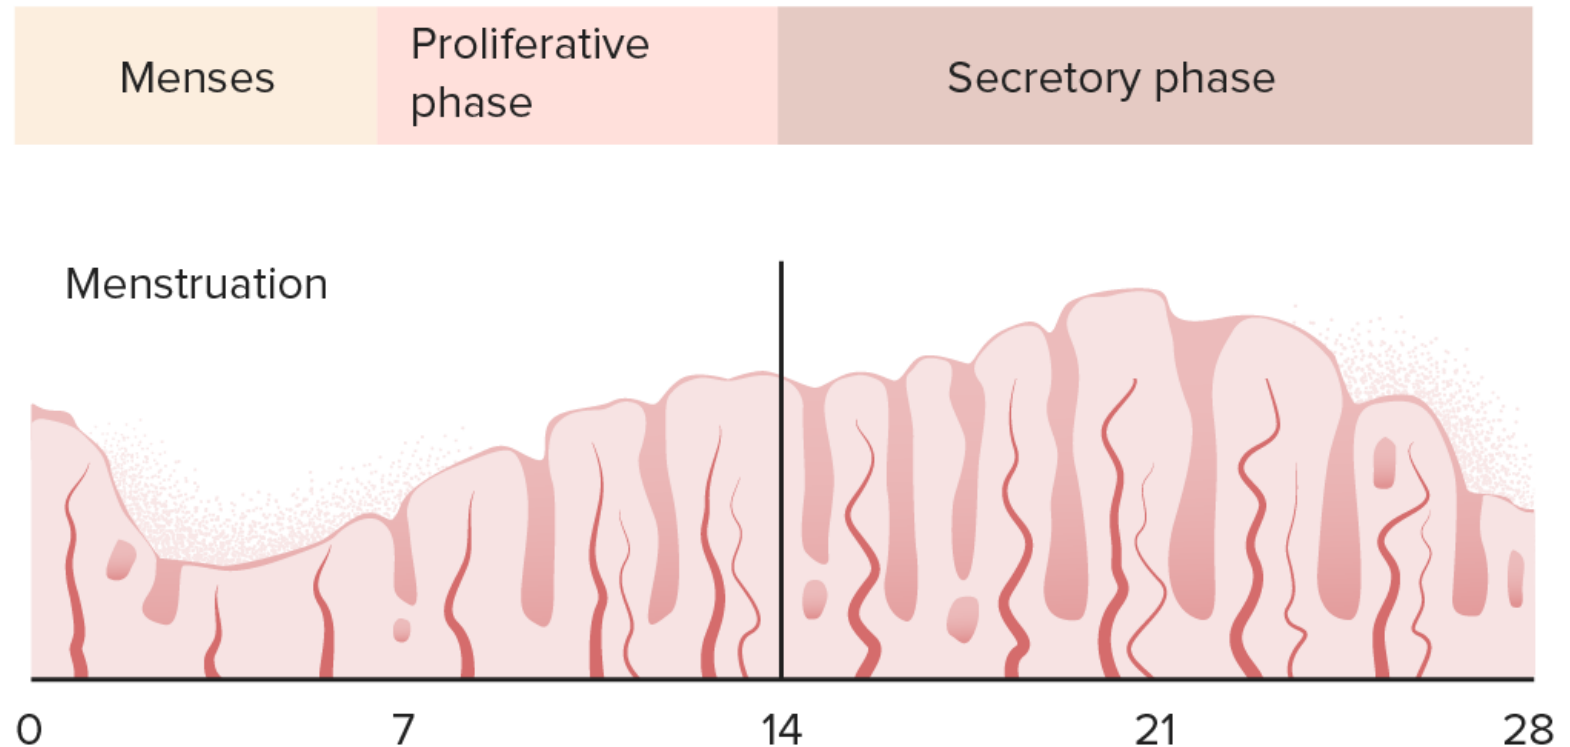 Menses
Proliferative
phase
Secretory phase
Menstruation
0
7
14
21
28